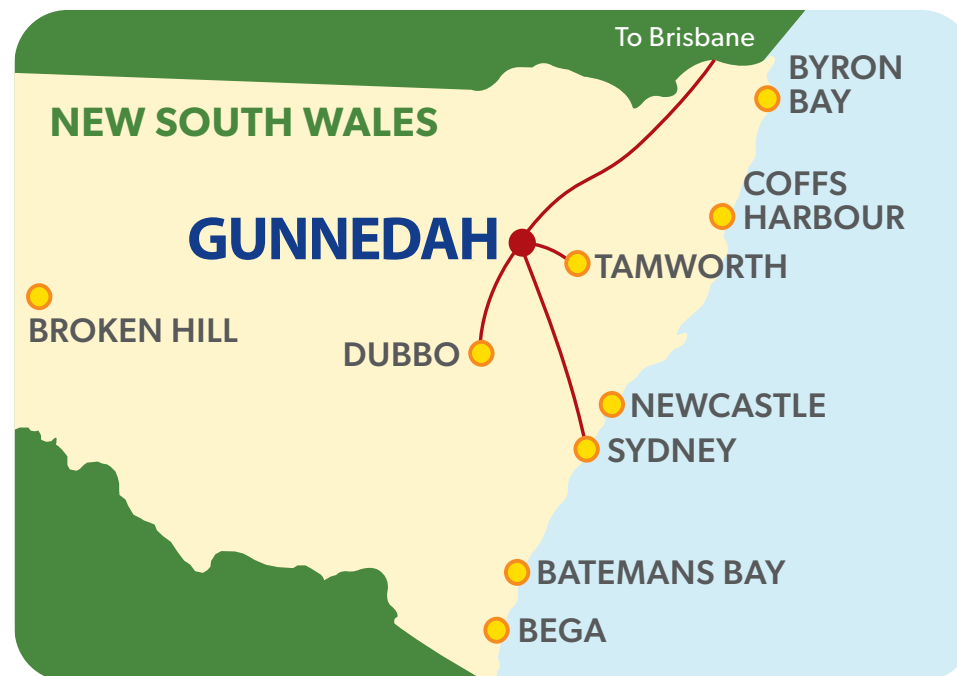 To Brisbane
BYRON
BAY
NEW SOUTH WALES
COFFS
HARBOUR
GUNNEDAH
TAMWORTH
BROKEN HILL
DUBBO
NEWCASTLE
SYDNEY
BATEMANS BAY
BEGA